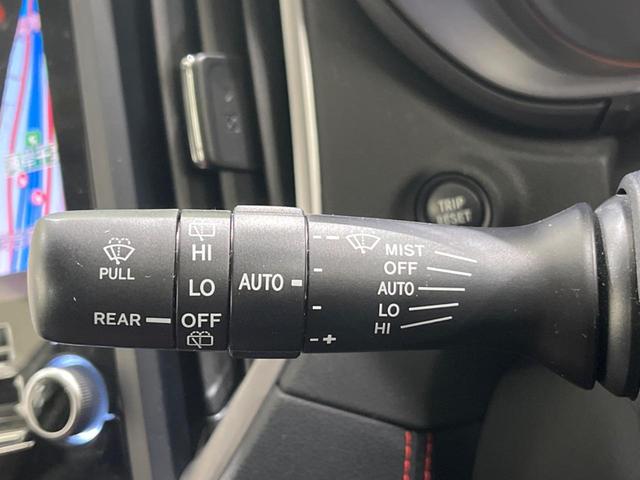 TRIP
RESET
PULL
REAR
HI
LO
OFF
AUTO
- -
-
-
- +
MIST
OFF
AUTO
LO
HI